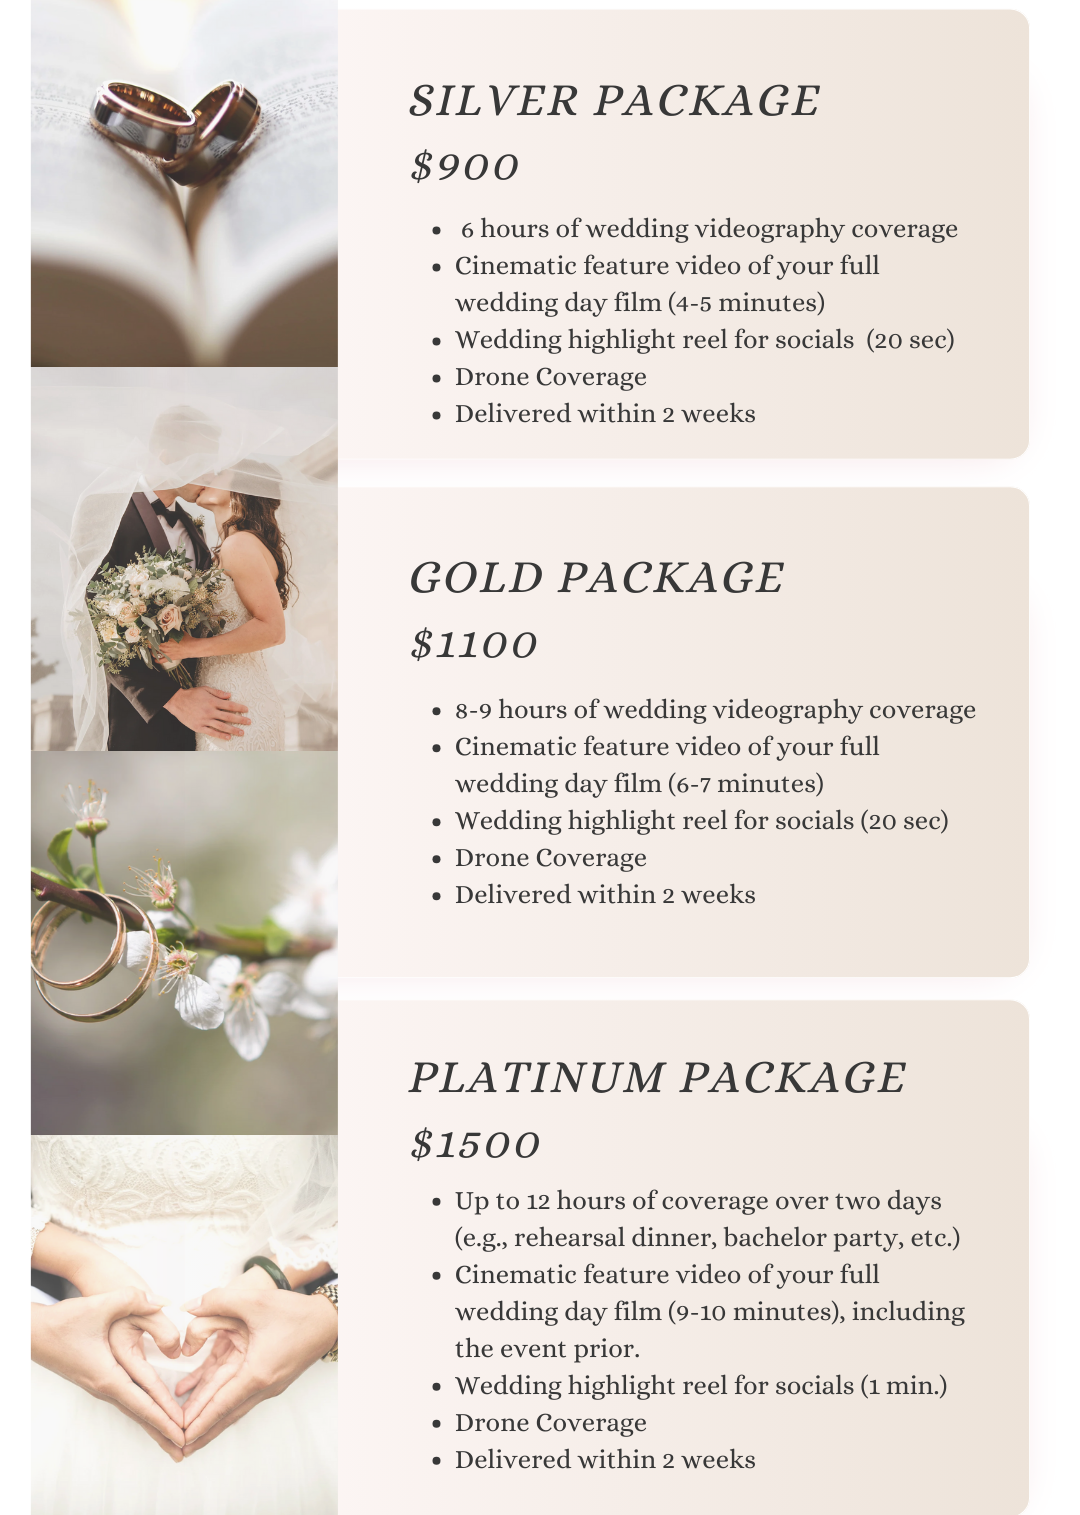 SILVER PACKAGE
$900
• 6 hours of wedding videography coverage
• Cinematic feature video of your full
wedding day film (4-5 minutes)
• Wedding highlight reel for socials (20 sec)
• Drone Coverage
• Delivered within 2 weeks
GOLD PACKAGE
$1100
• 8-9 hours of wedding videography coverage
• Cinematic feature video of your full
wedding day film (6-7 minutes)
• Wedding highlight reel for socials (20 sec)
• Drone Coverage
• Delivered within 2 weeks
PLATINUM PACKAGE
$1500
• Up to 12 hours of coverage over two days
(e.g., rehearsal dinner, bachelor party, etc.)
• Cinematic feature video of your full
wedding day film (9-10 minutes), including
the event prior.
• Wedding highlight reel for socials (1 min.)
• Drone Coverage
• Delivered within 2 weeks